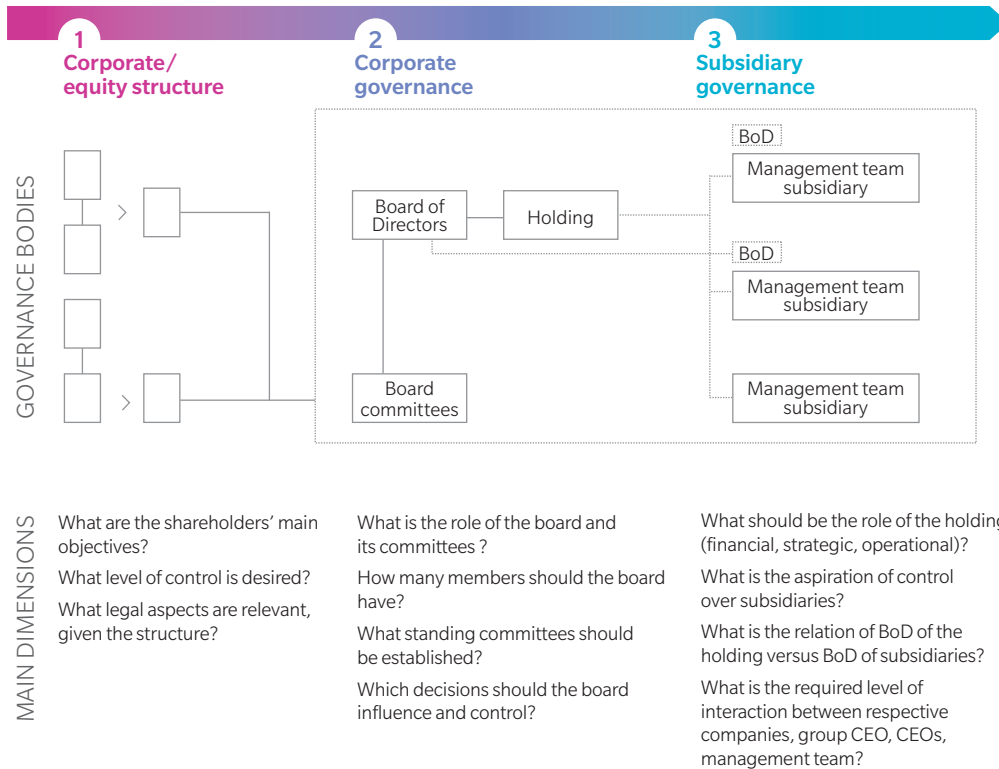 1
Corporate/
equity structure
2
Corporate
governance
3
Subsidiary
governance
GOVERNANCE BODIES
BoD
Management team
subsidiary
Board of
Directors
Holding
BoD
Management team
subsidiary
Board
committees
Management team
subsidiary
MAIN DIMENSIONS
What are the shareholders’ main
objectives?
What level of control is desired?
What legal aspects are relevant,
given the structure?
What is the role of the board and
its committees ?
How many members should the board
have?
What standing committees should
be established?
Which decisions should the board
influence and control?
What should be the role of the holding
(financial, strategic, operational)?
What is the aspiration of control
over subsidiaries?
What is the relation of BoD of the
holding versus BoD of subsidiaries?
What is the required level of
interaction between respective
companies, group CEO, CEOs,
management team?